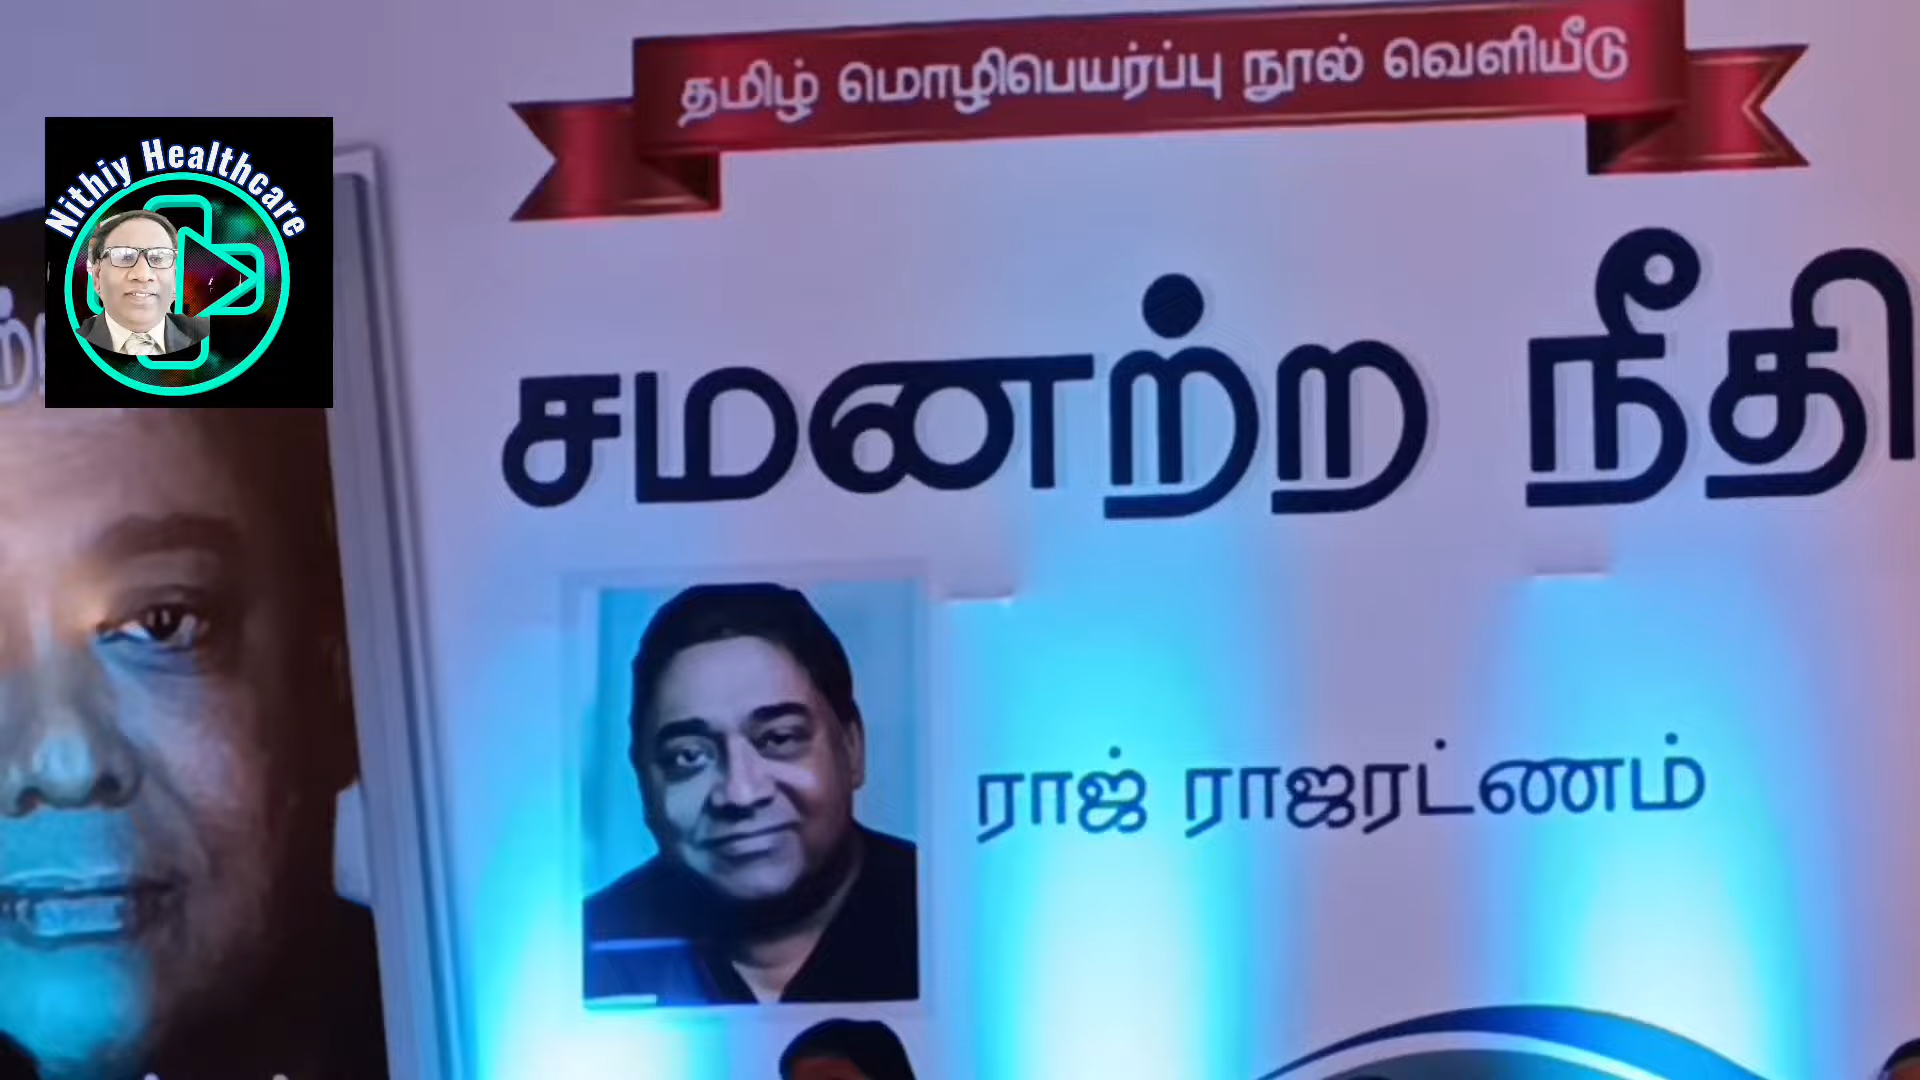 தமிழ் மொழிபெயர்ப்பு நூல் வெளியீடு
Nithiy Healthcare
சமனற்ற நீதி
ராஜ் ராஜரட்ணம்